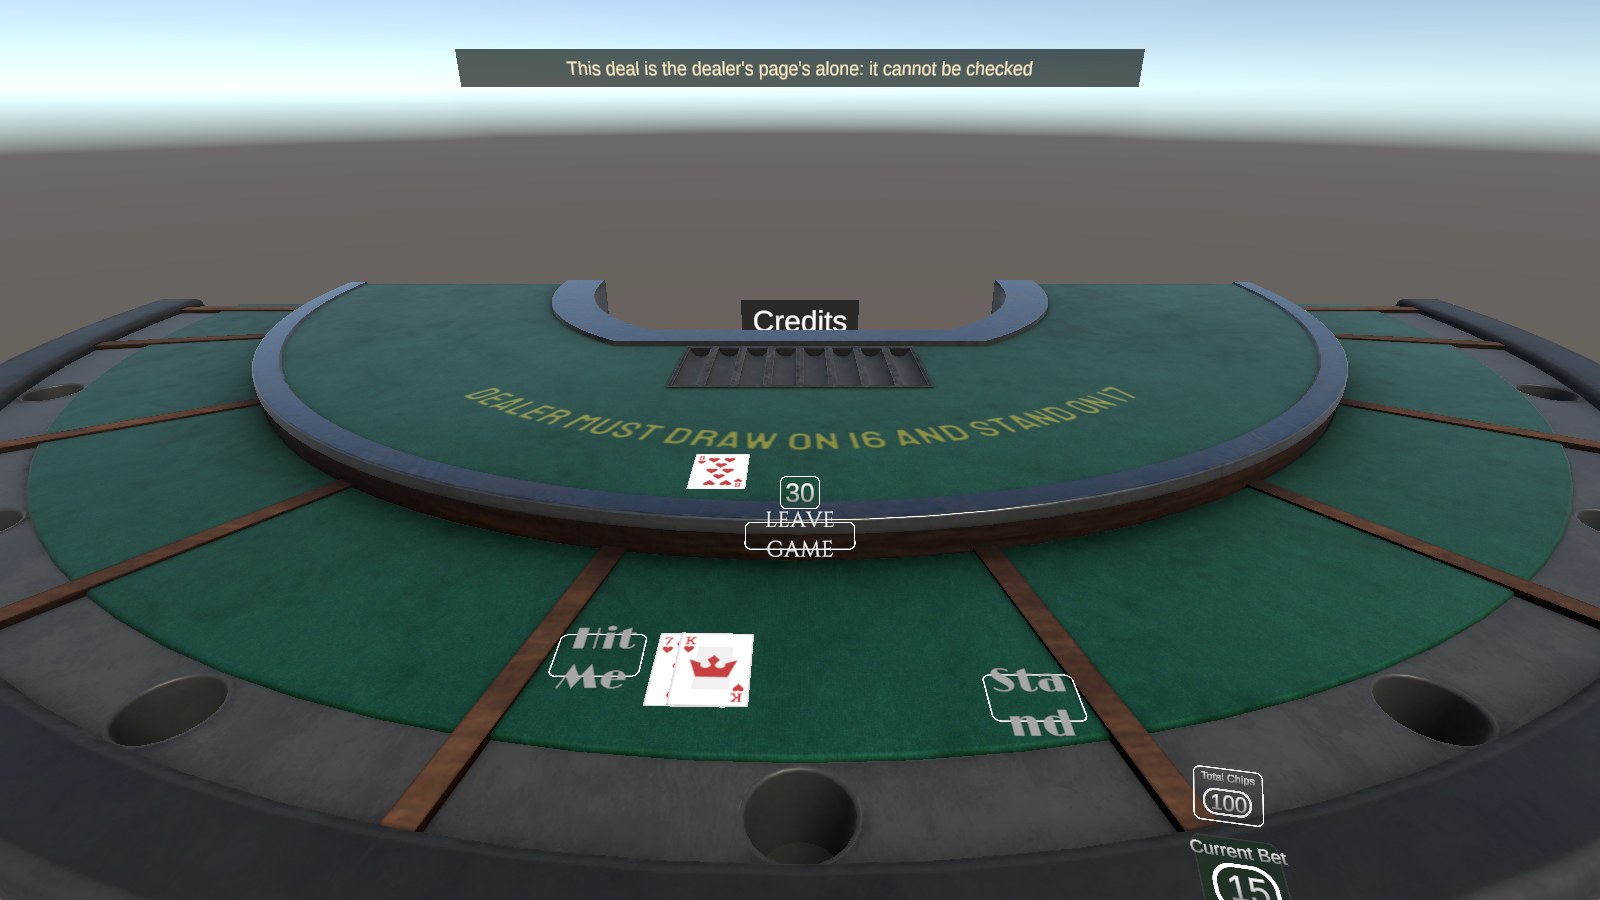 This deal is the dealer's page's alone: it cannot be checked
Credits
DEALER MUST DRAW ON 16 AND STAND ON 17
30
LEAVE
GAME
Hit
Me
7 K
K
Sta
nd
Total Chips
100
Current Bet
15